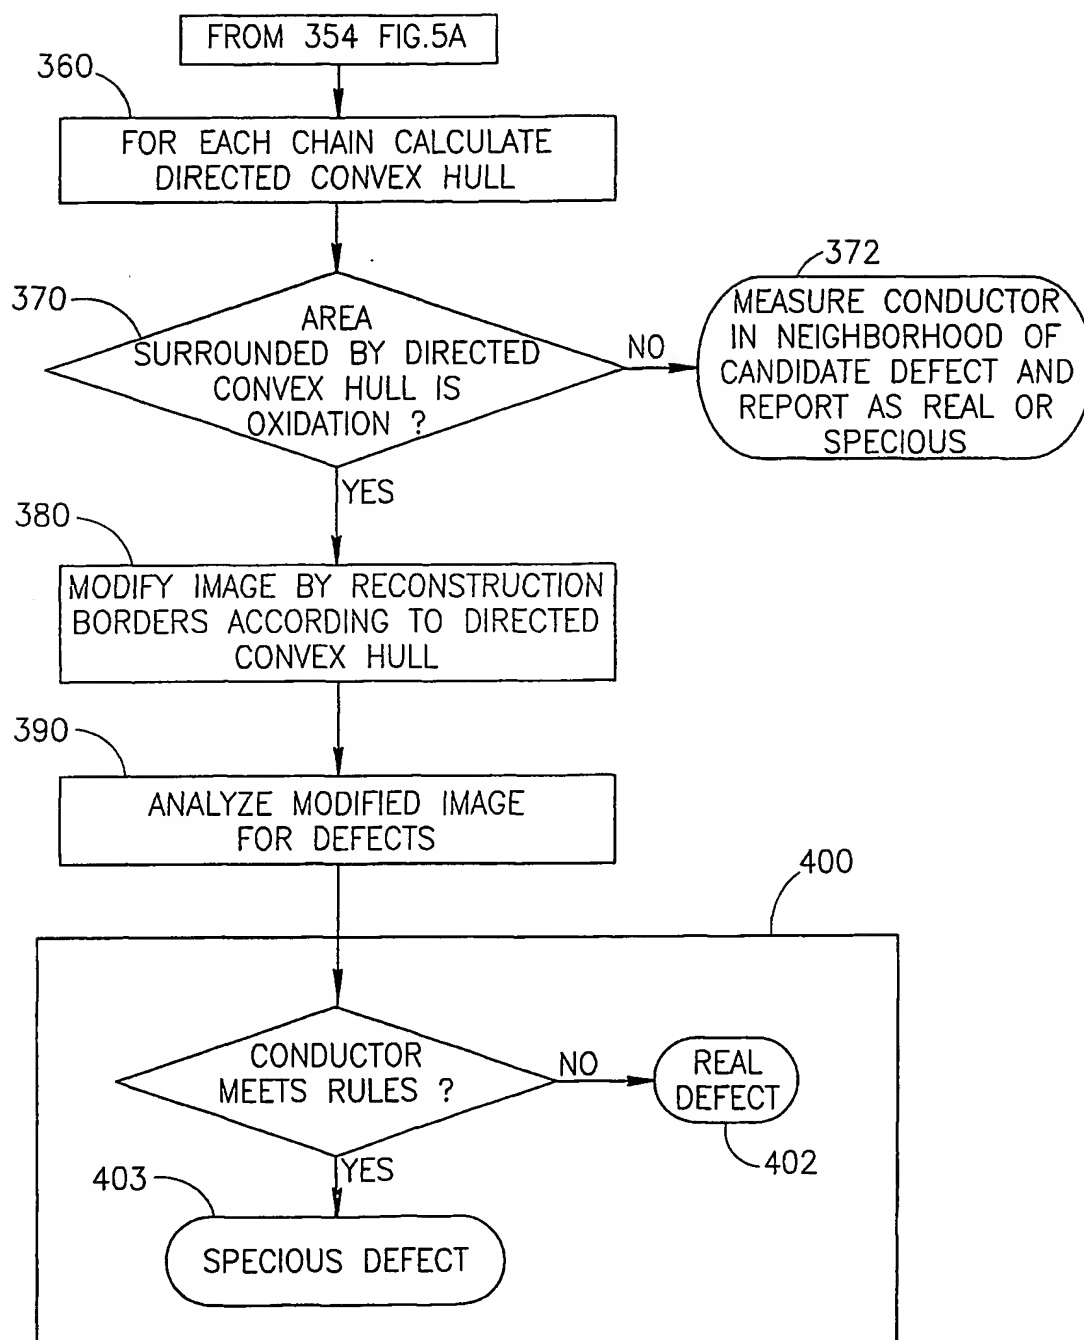 FROM 354 FIG.5A
360
FOR EACH CHAIN CALCULATE
DIRECTED CONVEX HULL
370
AREA
SURROUNDED BY DIRECTED
CONVEX HULL IS
OXIDATION ?
NO
372
MEASURE CONDUCTOR
IN NEIGHBORHOOD OF
CANDIDATE DEFECT AND
REPORT AS REAL OR
SPECIOUS
YES
380
MODIFY IMAGE BY RECONSTRUCTION
BORDERS ACCORDING TO DIRECTED
CONVEX HULL
390
ANALYZE MODIFIED IMAGE
FOR DEFECTS
400
CONDUCTOR
MEETS RULES ?
NO
REAL
DEFECT
402
YES
403
SPECIOUS DEFECT